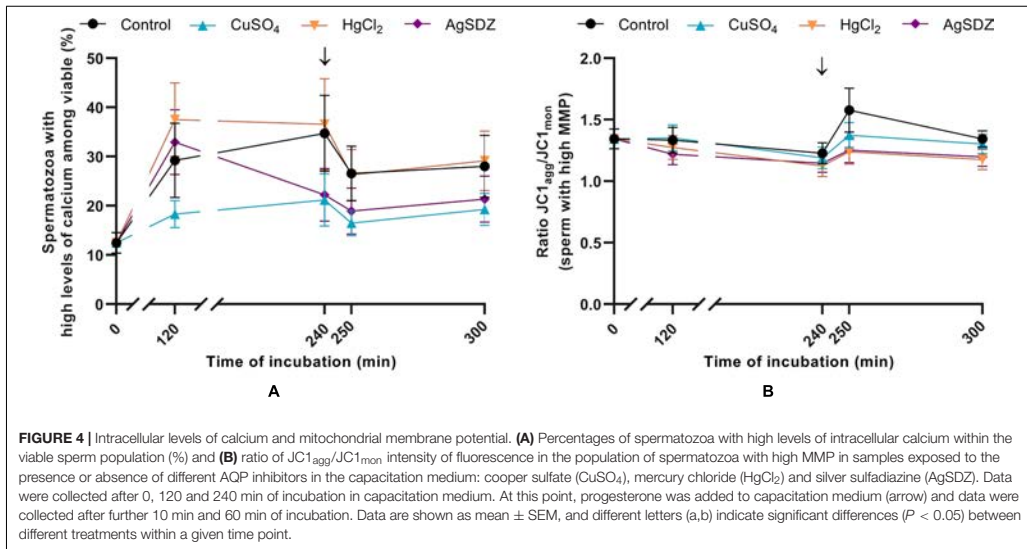 Control CuSO4 HgCl2 AgSDZ
Spermatozoa with
high levels of calcium among viable (%)
50
40
30
20
10
0
0 120 240 250 300
Time of incubation (min)
A
Control CuSO4 HgCl2 AgSDZ
Ratio JC1agg/JC1mon
(sperm with high MMP)
2.0
1.5
1.0
0.5
0.0
0 120 240 250 300
Time of incubation (min)
B
FIGURE 4 | Intracellular levels of calcium and mitochondrial membrane potential. (A) Percentages of spermatozoa with high levels of intracellular calcium within the
viable sperm population (%) and (B) ratio of JC1agg/JC1mon intensity of fluorescence in the population of spermatozoa with high MMP in samples exposed to the
presence or absence of different AQP inhibitors in the capacitation medium: cooper sulfate (CuSO4), mercury chloride (HgCl2) and silver sulfadiazine (AgSDZ). Data
were collected after 0, 120 and 240 min of incubation in capacitation medium. At this point, progesterone was added to capacitation medium (arrow) and data were
collected after further 10 min and 60 min of incubation. Data are shown as mean ± SEM, and different letters (a,b) indicate significant differences (P < 0.05) between
different treatments within a given time point.